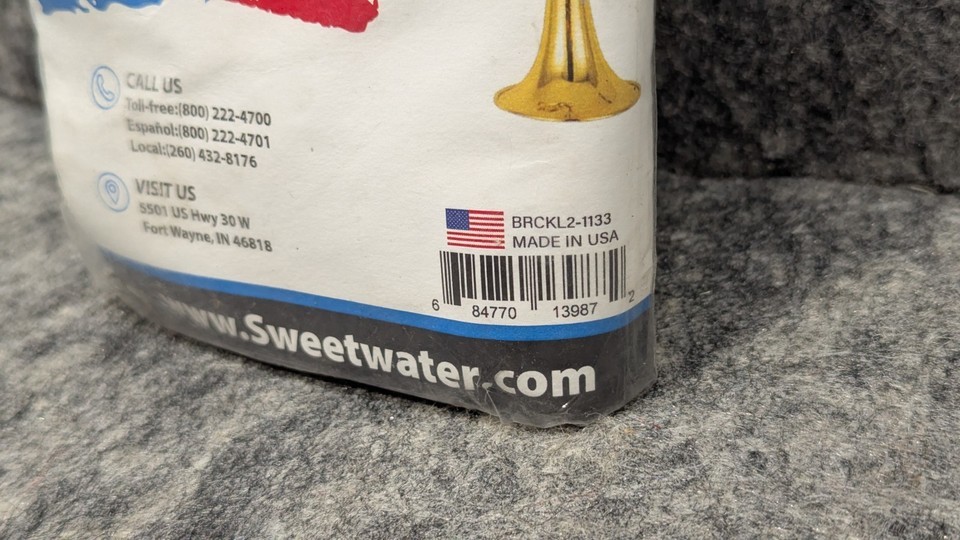 CALL US
Toll-free:(800) 222-4700
Español:(800) 222-4701
Local:(260) 432-8176
VISIT US
5501 US Hwy 30 W
Fort Wayne, IN 46818
BRCKL2-1133
MADE IN USA
6 84770 13987 2
www.Sweetwater.com